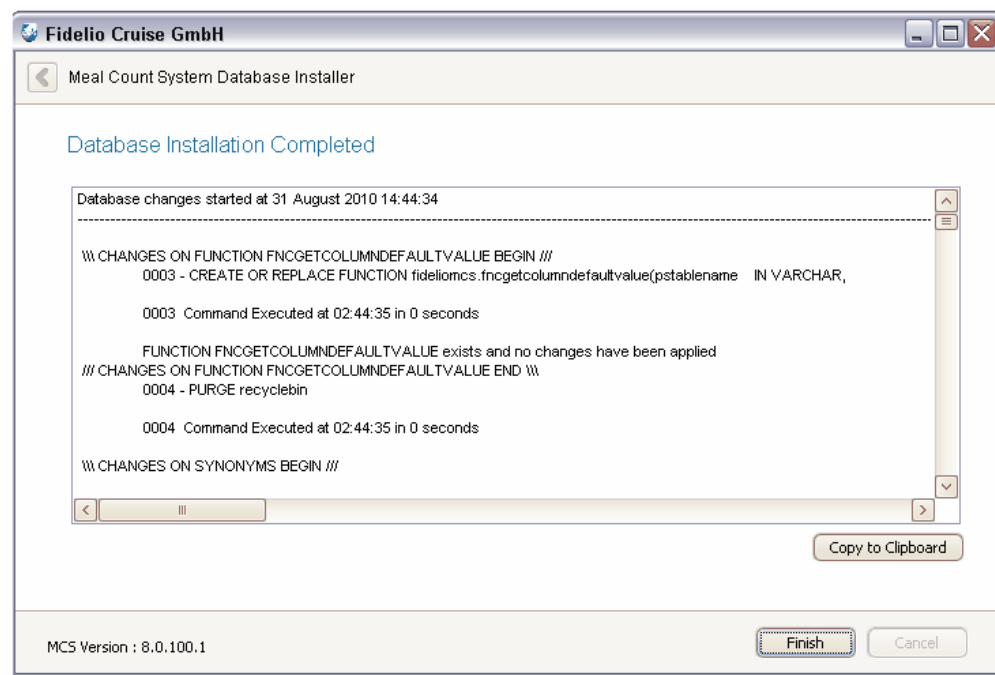 Fidelio Cruise GmbH
Meal Count System Database Installer
Database Installation Completed
Database changes started at 31 August 2010 14:44:34
--------------------------------------------------------------------------------
\\\ CHANGES ON FUNCTION FNCGETCOLUMNDEFAULTVALUE BEGIN ///
0003 - CREATE OR REPLACE FUNCTION fideliomcs.fncgetcolumndefaultvalue(pstablename    IN VARCHAR,
0003  Command Executed at 02:44:35 in 0 seconds
FUNCTION FNCGETCOLUMNDEFAULTVALUE exists and no changes have been applied
/// CHANGES ON FUNCTION FNCGETCOLUMNDEFAULTVALUE END \\\
0004 - PURGE recyclebin
0004  Command Executed at 02:44:35 in 0 seconds
\\\ CHANGES ON SYNONYMS BEGIN ///
Copy to Clipboard
MCS Version : 8.0.100.1
Finish
Cancel